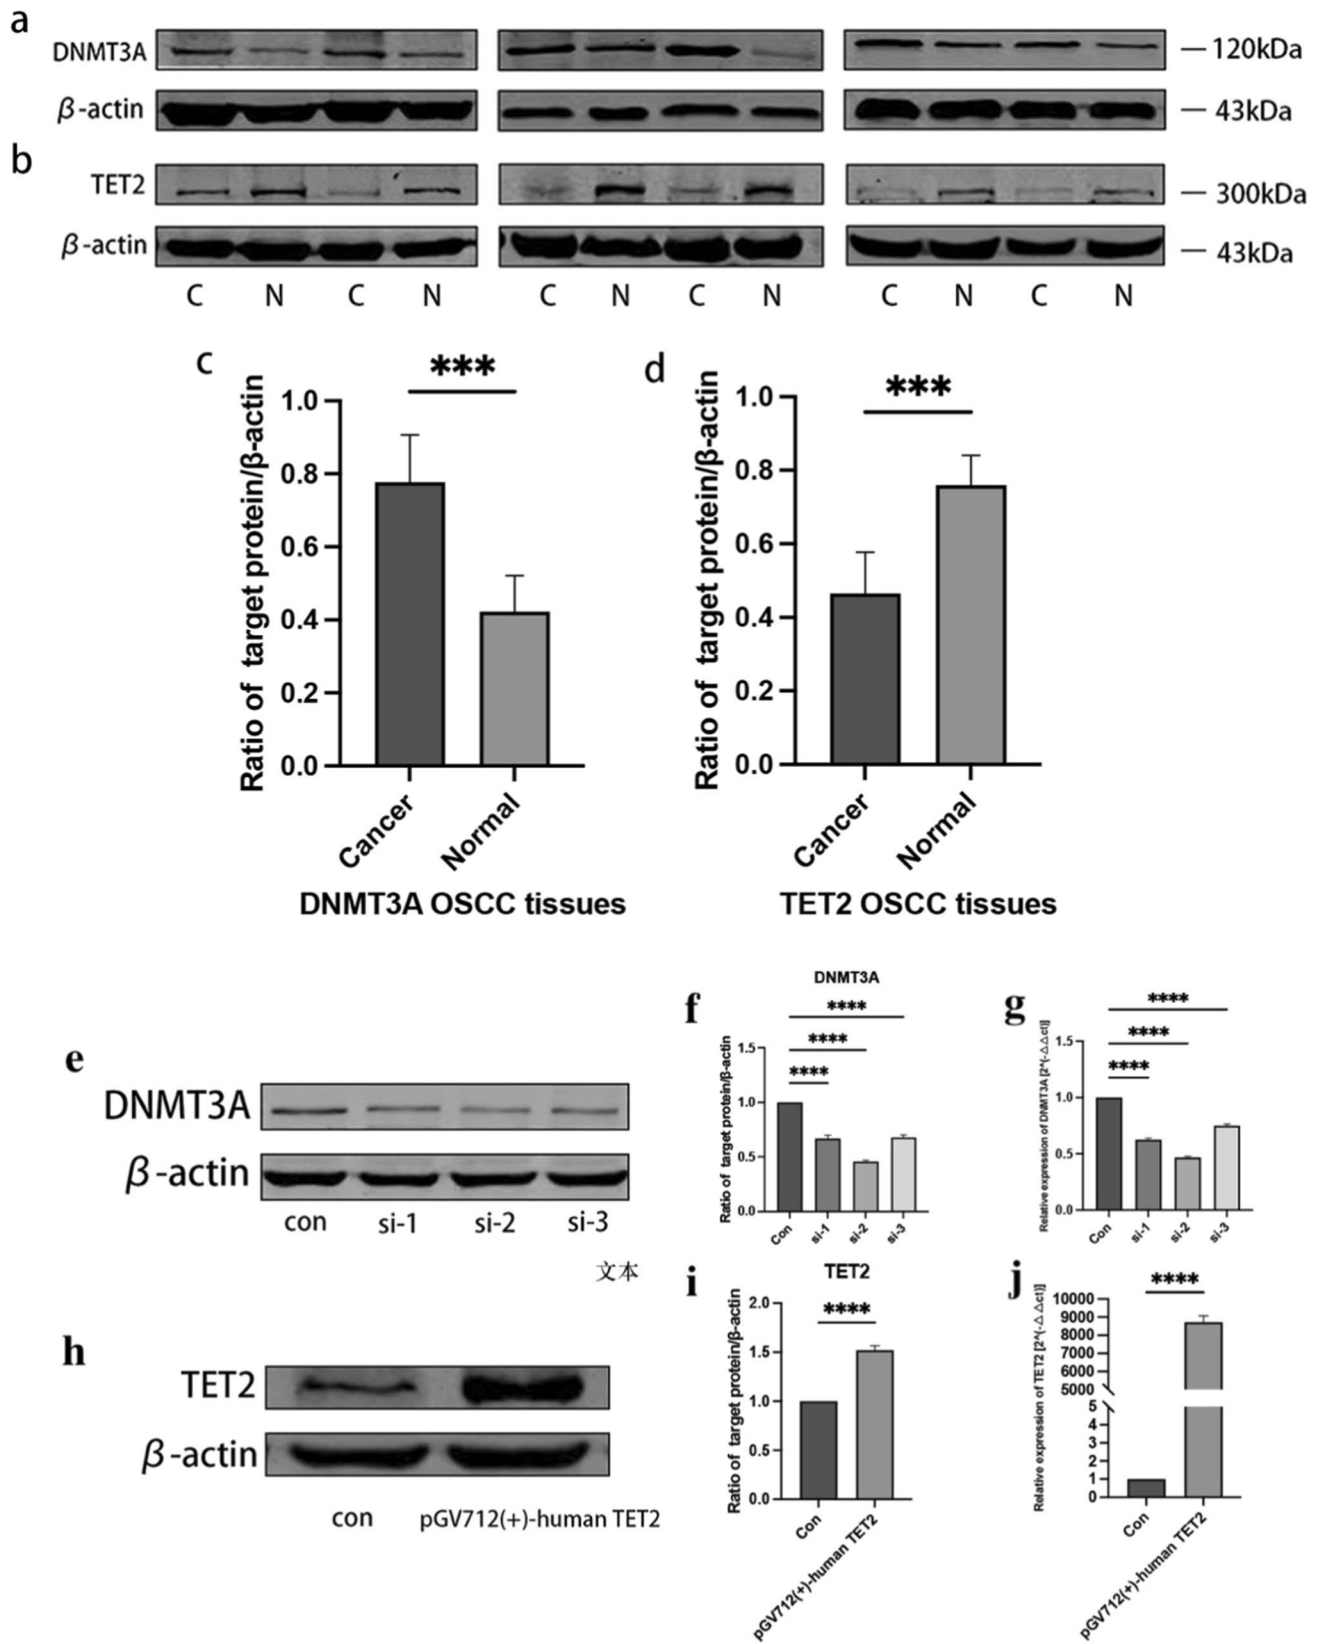 a
DNMT3A
120kDa
β-actin
43kDa
b
TET2
300kDa
β-actin
43kDa
C N C N C N C N C N C N
c
***
Ratio of target protein/β-actin
1.0
0.8
0.6
0.4
0.2
0.0
Cancer
Normal
DNMT3A OSCC tissues
d
***
Ratio of target protein/β-actin
1.0
0.8
0.6
0.4
0.2
0.0
Cancer
Normal
TET2 OSCC tissues
e
DNMT3A
β-actin
con si-1 si-2 si-3
文本
f
DNMT3A
****
****
****
Ratio of target protein/β-actin
1.5
1.0
0.5
0.0
Con
si-1
si-2
si-3
g
****
****
****
Relative expression of DNMT3A [2^(-△△ct)]
1.5
1.0
0.5
0.0
Con
si-1
si-2
si-3
h
TET2
β-actin
con pGV712(+)-human TET2
i
TET2
****
Ratio of target protein/β-actin
2.0
1.5
1.0
0.5
0.0
Con
pGV712(+)-human TET2
j
****
Relative expression of TET2 [2^(-△△ct)]
10000
9000
8000
7000
6000
5000
5
4
3
2
1
0
Con
pGV712(+)-human TET2